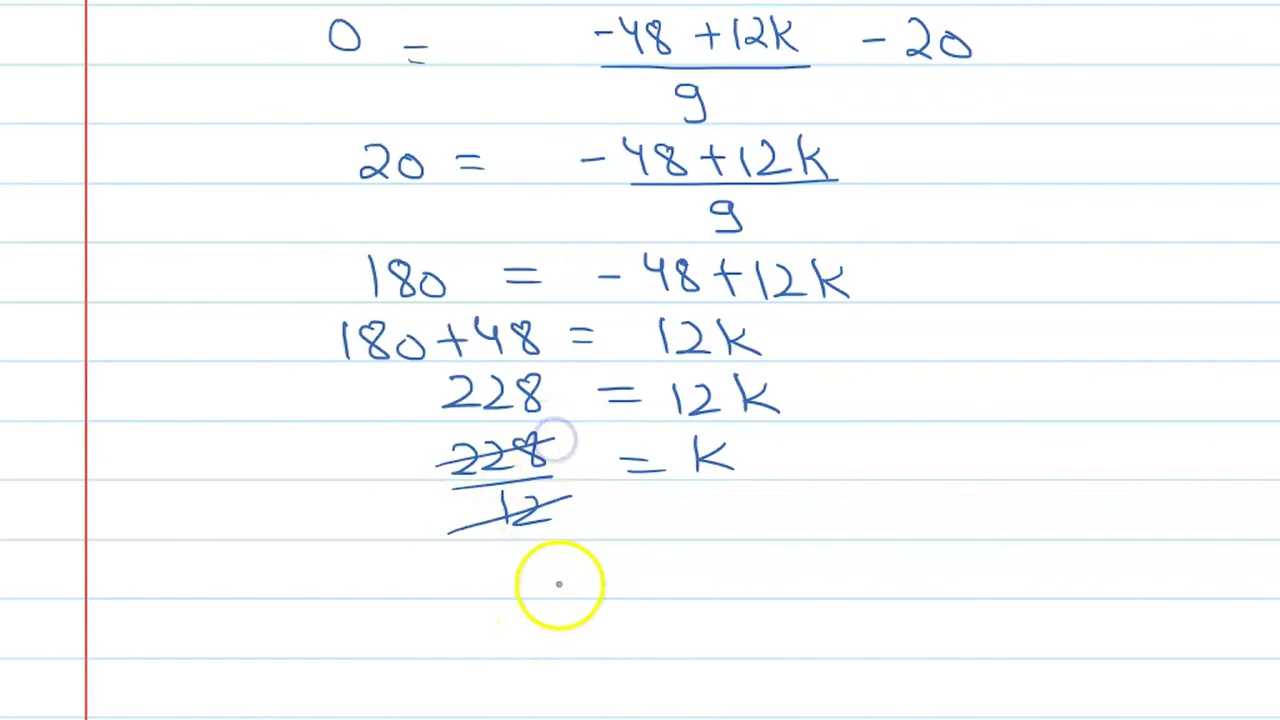 0 = -48 +12k - 20
9
20 = -48+12k
9
180 = -48+12k
180+48 = 12k
228 = 12k
228 = k
12